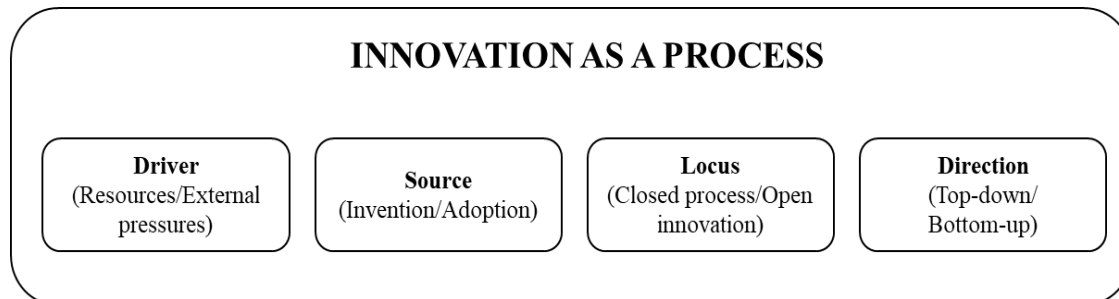 INNOVATION AS A PROCESS
Driver
(Resources/External
pressures)
Source
(Invention/Adoption)
Locus
(Closed process/Open
innovation)
Direction
(Top-down/
Bottom-up)